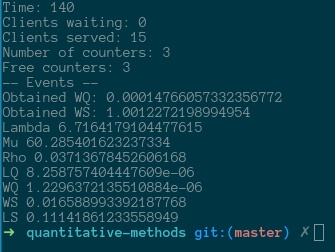 Time: 140
Clients waiting: 0
Clients served: 15
Number of counters: 3
Free counters: 3
-- Events --
Obtained WQ: 0.00014766057332356772
Obtained WS: 1.0012272198994954
Lambda 6.7164179104477615
Mu 60.285401623237334
Rho 0.03713678452606168
LQ 8.258757404447609e-06
WQ 1.2296372135510884e-06
WS 0.016588993392187768
LS 0.11141861233558949
➜ quantitative-methods git:(master) ✗